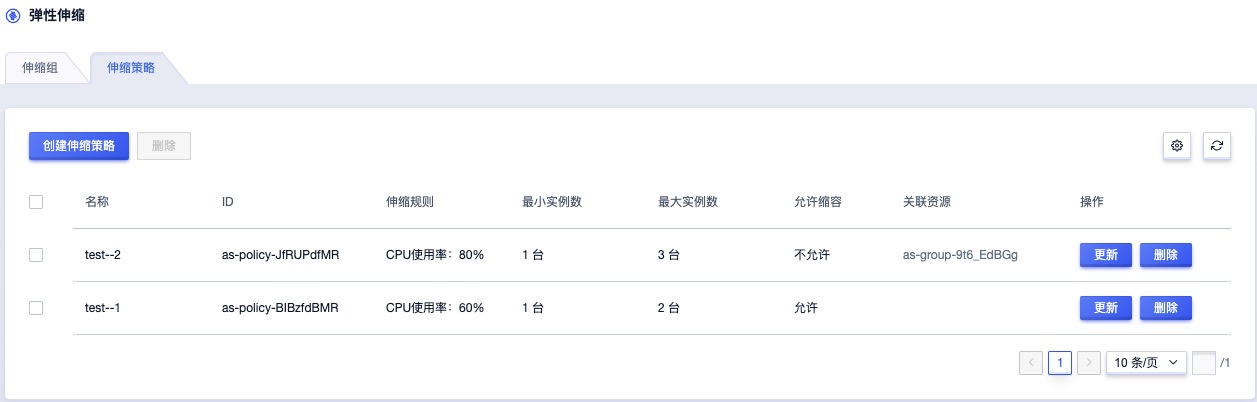 弹性伸缩
伸缩组 伸缩策略
创建伸缩策略 删除
名称 ID 伸缩规则 最小实例数 最大实例数 允许缩容 关联资源 操作
test--2 as-policy-JfRUPdfMR CPU使用率：80% 1 台 3 台 不允许 as-group-9t6_EdBGg 更新 删除
test--1 as-policy-BIBzfdBMR CPU使用率：60% 1 台 2 台 允许 更新 删除
1 10 条/页 /1